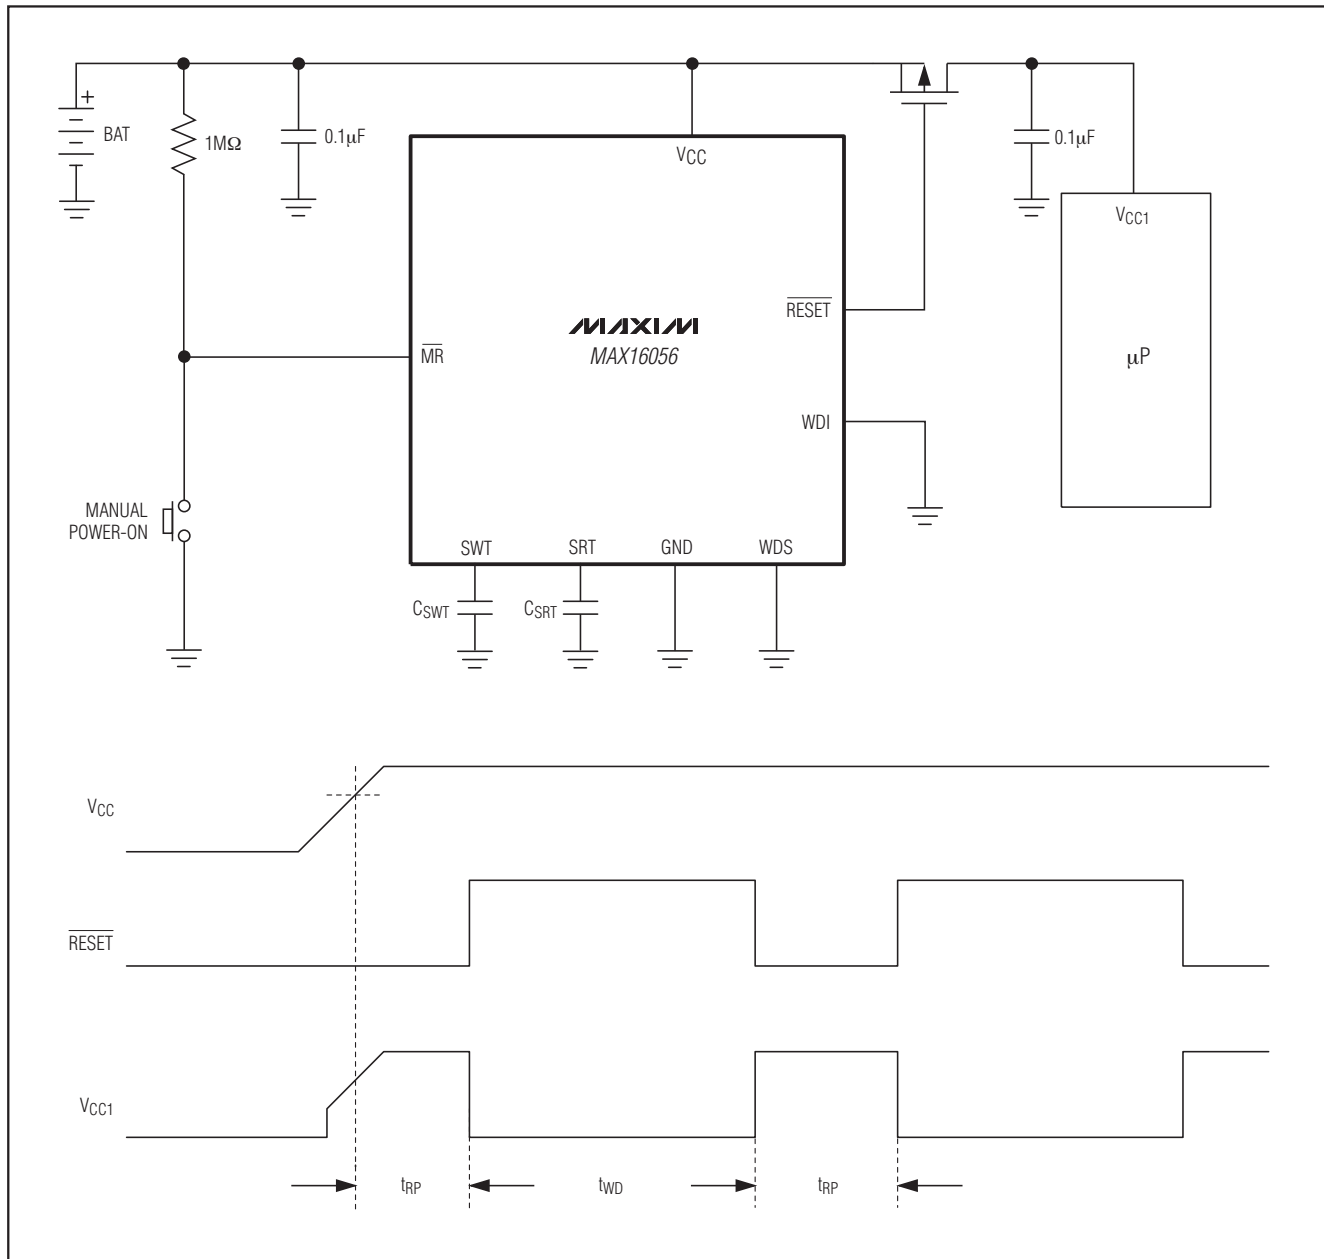 +
BAT
1MΩ
0.1µF
VCC
0.1µF
VCC1
RESET
MAXIM
MAX16056
MR
µP
WDI
MANUAL
POWER-ON
SWT
SRT
GND
WDS
CSWT
CSRT
VCC
RESET
VCC1
tRP
tWD
tRP